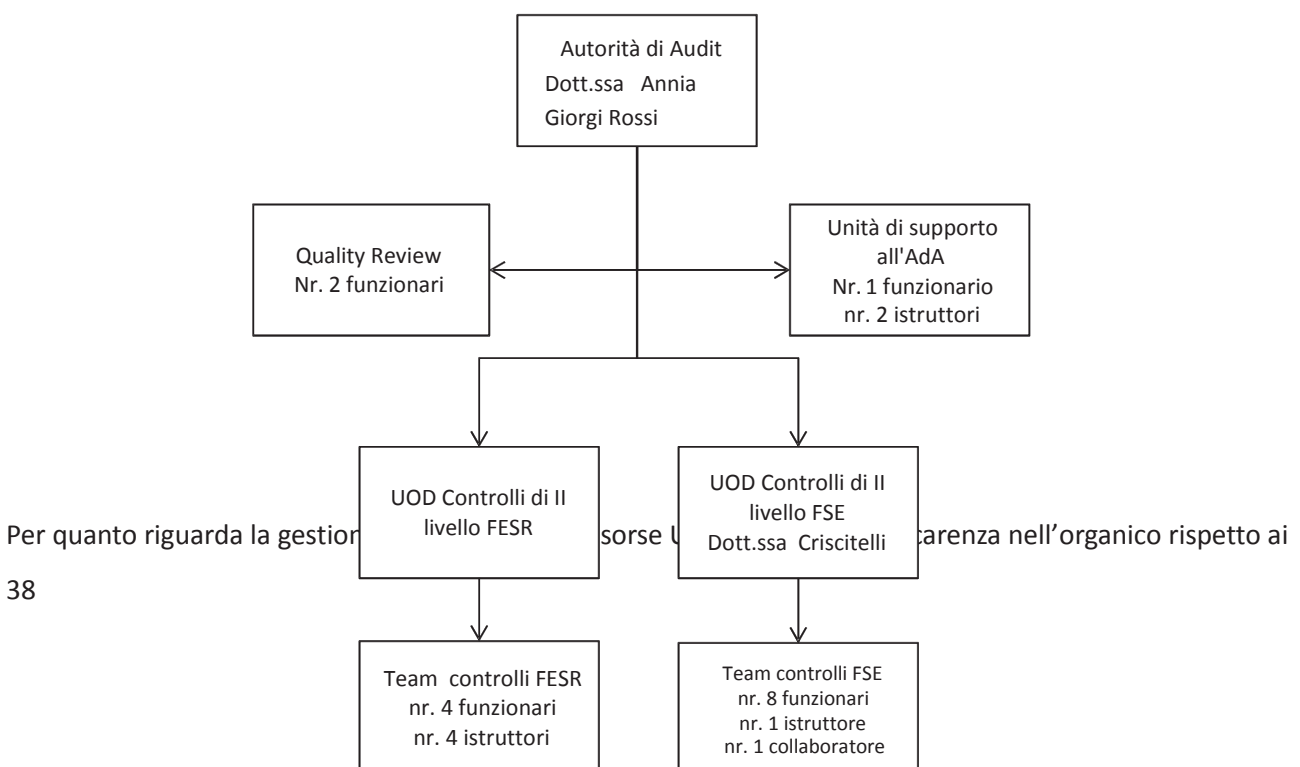 Autorità di Audit
Dott.ssa Annia
Giorgi Rossi
Quality Review
Nr. 2 funzionari
Unità di supporto
all'AdA
Nr. 1 funzionario
nr. 2 istruttori
UOD Controlli di II
livello FESR
UOD Controlli di II
livello FSE
Dott.ssa Criscitelli
Per quanto riguarda la gestion sorse carenza nell’organico rispetto ai
38
Team controlli FESR
nr. 4 funzionari
nr. 4 istruttori
Team controlli FSE
nr. 8 funzionari
nr. 1 istruttore
nr. 1 collaboratore